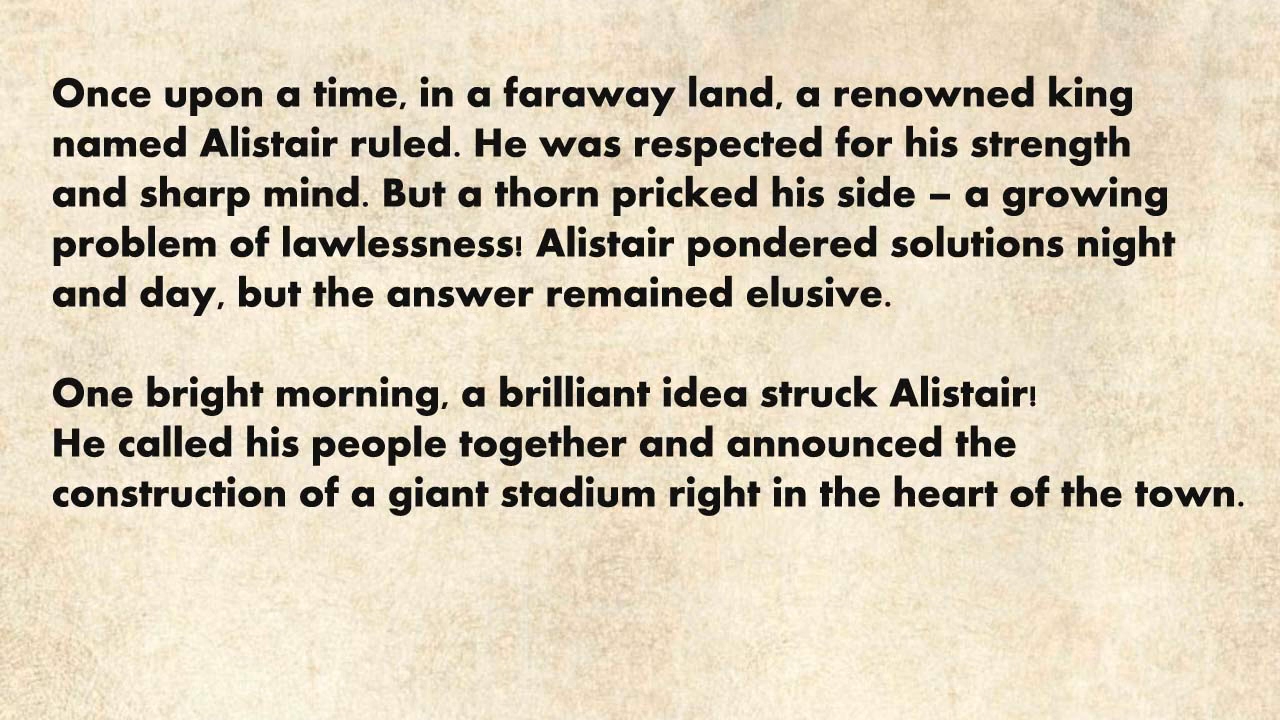 Once upon a time, in a faraway land, a renowned king
named Alistair ruled. He was respected for his strength
and sharp mind. But a thorn pricked his side – a growing
problem of lawlessness! Alistair pondered solutions night
and day, but the answer remained elusive.

One bright morning, a brilliant idea struck Alistair!
He called his people together and announced the
construction of a giant stadium right in the heart of the town.